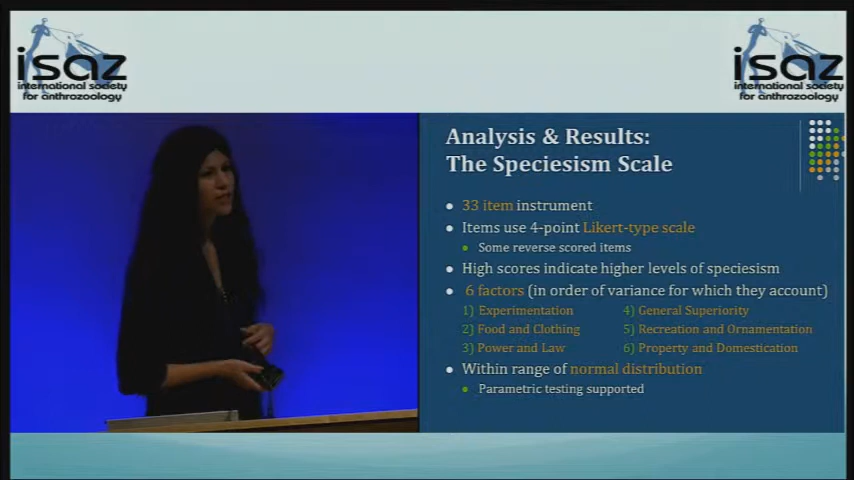 isaz
international society
for anthrozoology
isaz
international society
for anthrozoology
Analysis & Results:
The Speciesism Scale
33 item instrument
Items use 4-point Likert-type scale
Some reverse scored items
High scores indicate higher levels of speciesism
6 factors (in order of variance for which they account)
1) Experimentation
2) Food and Clothing
3) Power and Law
4) General Superiority
5) Recreation and Ornamentation
6) Property and Domestication
Within range of normal distribution
Parametric testing supported